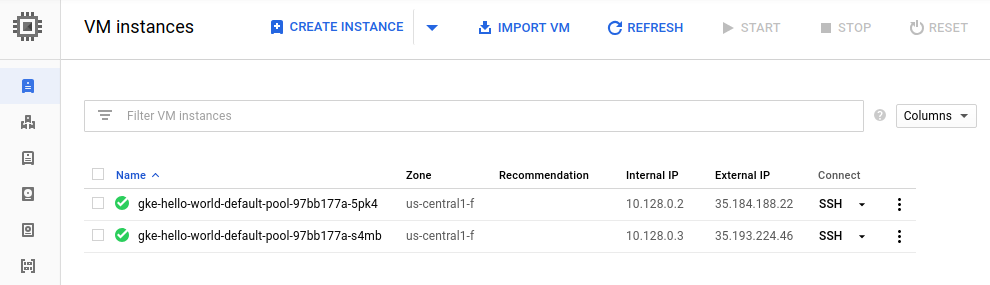 VM instances CREATE INSTANCE IMPORT VM REFRESH START STOP RESET
Filter VM instances ? Columns
Name Zone Recommendation Internal IP External IP Connect
gke-hello-world-default-pool-97bb177a-5pk4 us-central1-f 10.128.0.2 35.184.188.22 SSH
gke-hello-world-default-pool-97bb177a-s4mb us-central1-f 10.128.0.3 35.193.224.46 SSH